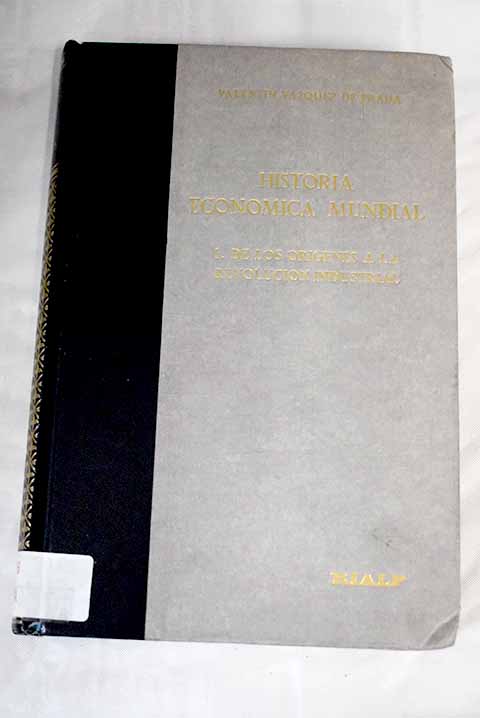 VALENTIN VAZQUEZ DE PRADA
HISTORIA
ECONOMICA MUNDIAL
I. DE LOS ORIGENES A LA
REVOLUCION INDUSTRIAL
RIALP